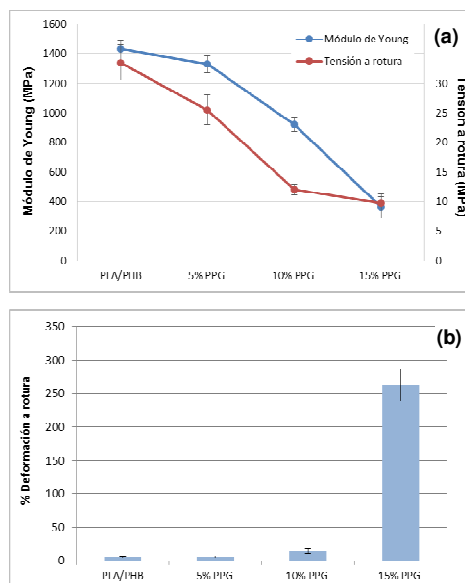 (a)
Módulo de Young
Tensión a rotura
Módulo de Young (MPa)
1600
1400
1200
1000
800
600
400
200
0
Tensión a rotura (MPa)
30
25
20
15
10
5
0
PLA/PHB 5% PPG 10% PPG 15% PPG
(b)
% Deformación a rotura
350
300
250
200
150
100
50
0
PLA/PHB 5% PPG 10% PPG 15% PPG